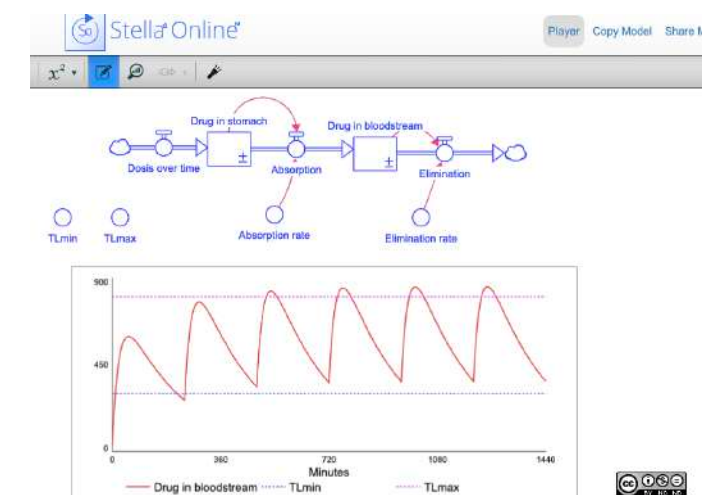 So Stella Online
Player Copy Model Share M
x²
Drug in stomach
Drug in bloodstream
Dosis over time
Absorption
Elimination
TLmin
TLmax
Absorption rate
Elimination rate
900
450
0
0 360 720 1080 1440
Minutes
Drug in bloodstream TLmin TLmax